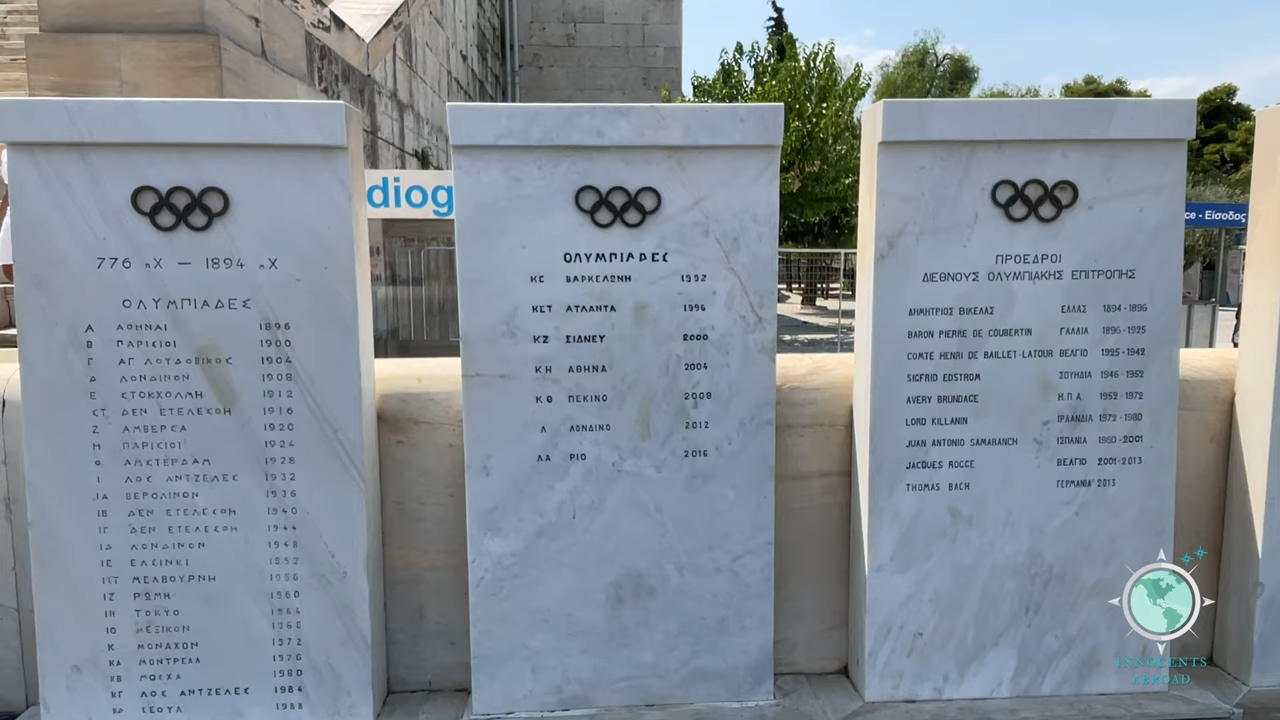 776 πΧ — 1894 μΧ
ΟΛΥΜΠΙΑΔΕΣ
Α ΑΘΗΝΑΙ 1896
Β ΠΑΡΙΣΙΟΙ 1900
Γ ΑΓ. ΛΟΥΔΟΒΙΚΟΣ 1904
Δ ΛΟΝΔΙΝΟΝ 1908
Ε ΣΤΟΚΧΟΛΜΗ 1912
ΣΤ ΔΕΝ ΕΤΕΛΕΣΘΗ 1916
Ζ ΑΜΒΕΡΣΑ 1920
Η ΠΑΡΙΣΙΟΙ 1924
Θ ΑΜΣΤΕΡΔΑΜ 1928
Ι ΛΟΣ ΑΝΤΖΕΛΕΣ 1932
ΙΑ ΒΕΡΟΛΙΝΟΝ 1936
ΙΒ ΔΕΝ ΕΤΕΛΕΣΘΗ 1940
ΙΓ ΔΕΝ ΕΤΕΛΕΣΘΗ 1944
ΙΔ ΛΟΝΔΙΝΟΝ 1948
ΙΕ ΕΛΣΙΝΚΙ 1952
ΙΣΤ ΜΕΛΒΟΥΡΝΗ 1956
ΙΖ ΡΩΜΗ 1960
ΙΗ ΤΟΚΥΟ 1964
ΙΘ ΜΕΞΙΚΟΝ 1968
Κ ΜΟΝΑΧΟΝ 1972
ΚΑ ΜΟΝΤΡΕΑΛ 1976
ΚΒ ΜΟΣΧΑ 1980
ΚΓ ΛΟΣ ΑΝΤΖΕΛΕΣ 1984
ΚΔ ΣΕΟΥΛ 1988
diog
ΟΛΥΜΠΙΑΔΕΣ
ΚΕ ΒΑΡΚΕΛΩΝΗ 1992
ΚΣΤ ΑΤΛΑΝΤΑ 1996
ΚΖ ΣΙΔΝΕΥ 2000
ΚΗ ΑΘΗΝΑ 2004
ΚΘ ΠΕΚΙΝΟ 2008
Λ ΛΟΝΔΙΝΟ 2012
ΛΑ ΡΙΟ 2016
ΠΡΟΕΔΡΟΙ
ΔΙΕΘΝΟΥΣ ΟΛΥΜΠΙΑΚΗΣ ΕΠΙΤΡΟΠΗΣ
ΔΗΜΗΤΡΙΟΣ ΒΙΚΕΛΑΣ ΕΛΛΑΣ 1894-1896
BARON PIERRE DE COUBERTIN ΓΑΛΛΙΑ 1896-1925
COMTE HENRI DE BAILLET-LATOUR ΒΕΛΓΙΟ 1925-1942
SIGFRID EDSTROM ΣΟΥΗΔΙΑ 1946-1952
AVERY BRUNDACE Η.Π.Α. 1952-1972
LORD KILLANIN ΙΡΛΑΝΔΙΑ 1972-1980
JUAN ANTONIO SAMARANCH ΙΣΠΑΝΙΑ 1980-2001
JACQUES ROGGE ΒΕΛΓΙΟ 2001-2013
THOMAS BACH ΓΕΡΜΑΝΙΑ 2013
ce - Είσοδος
INNOCENTS
ABROAD